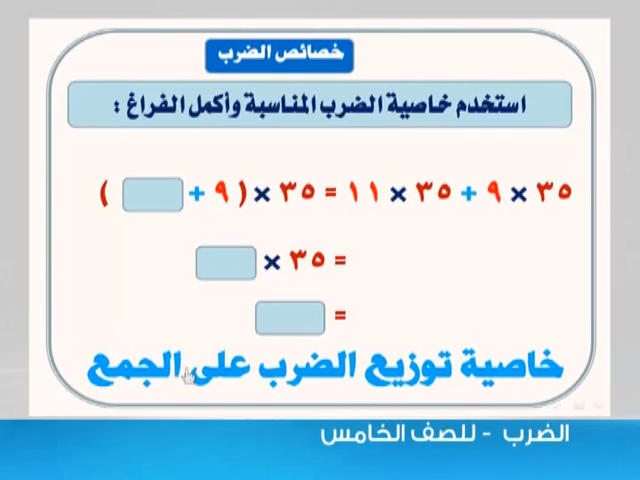 خصائص الضرب
استخدم خاصية الضرب المناسبة وأكمل الفراغ :
٣٥ × ٩ + ٣٥ × ١١ = ٣٥ × ( ٩ + )
= ٣٥ ×
=
خاصية توزيع الضرب على الجمع
الضرب - للصف الخامس